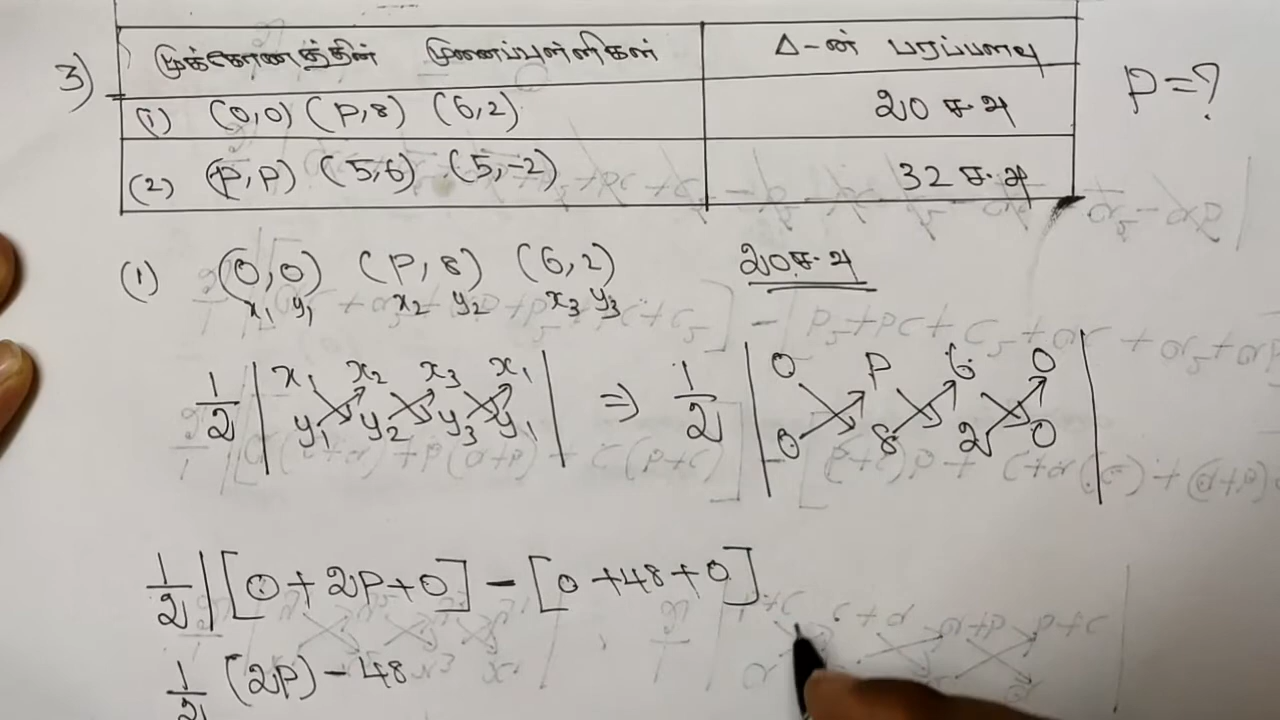 3) முக்கோணத்தின் முனைப்புள்ளிகள் Δ-ன் பரப்பளவு
(1) (0,0) (P,8) (6,2) 20 ச.அ P=?
(2) (P,P) (5,6) (5,-2) 32 ச.அ
(1) (0,0) (P,8) (6,2) 20 ச.அ
x₁ y₁ x₂ y₂ x₃ y₃
1/2 | x₁ x₂ x₃ x₁ | ⇒ 1/2 | 0 P 6 0 |
y₁ y₂ y₃ y₁ 0 8 2 0
1/2 | [0+2P+0] - [0+48+0]
1/2 (2P) - 48